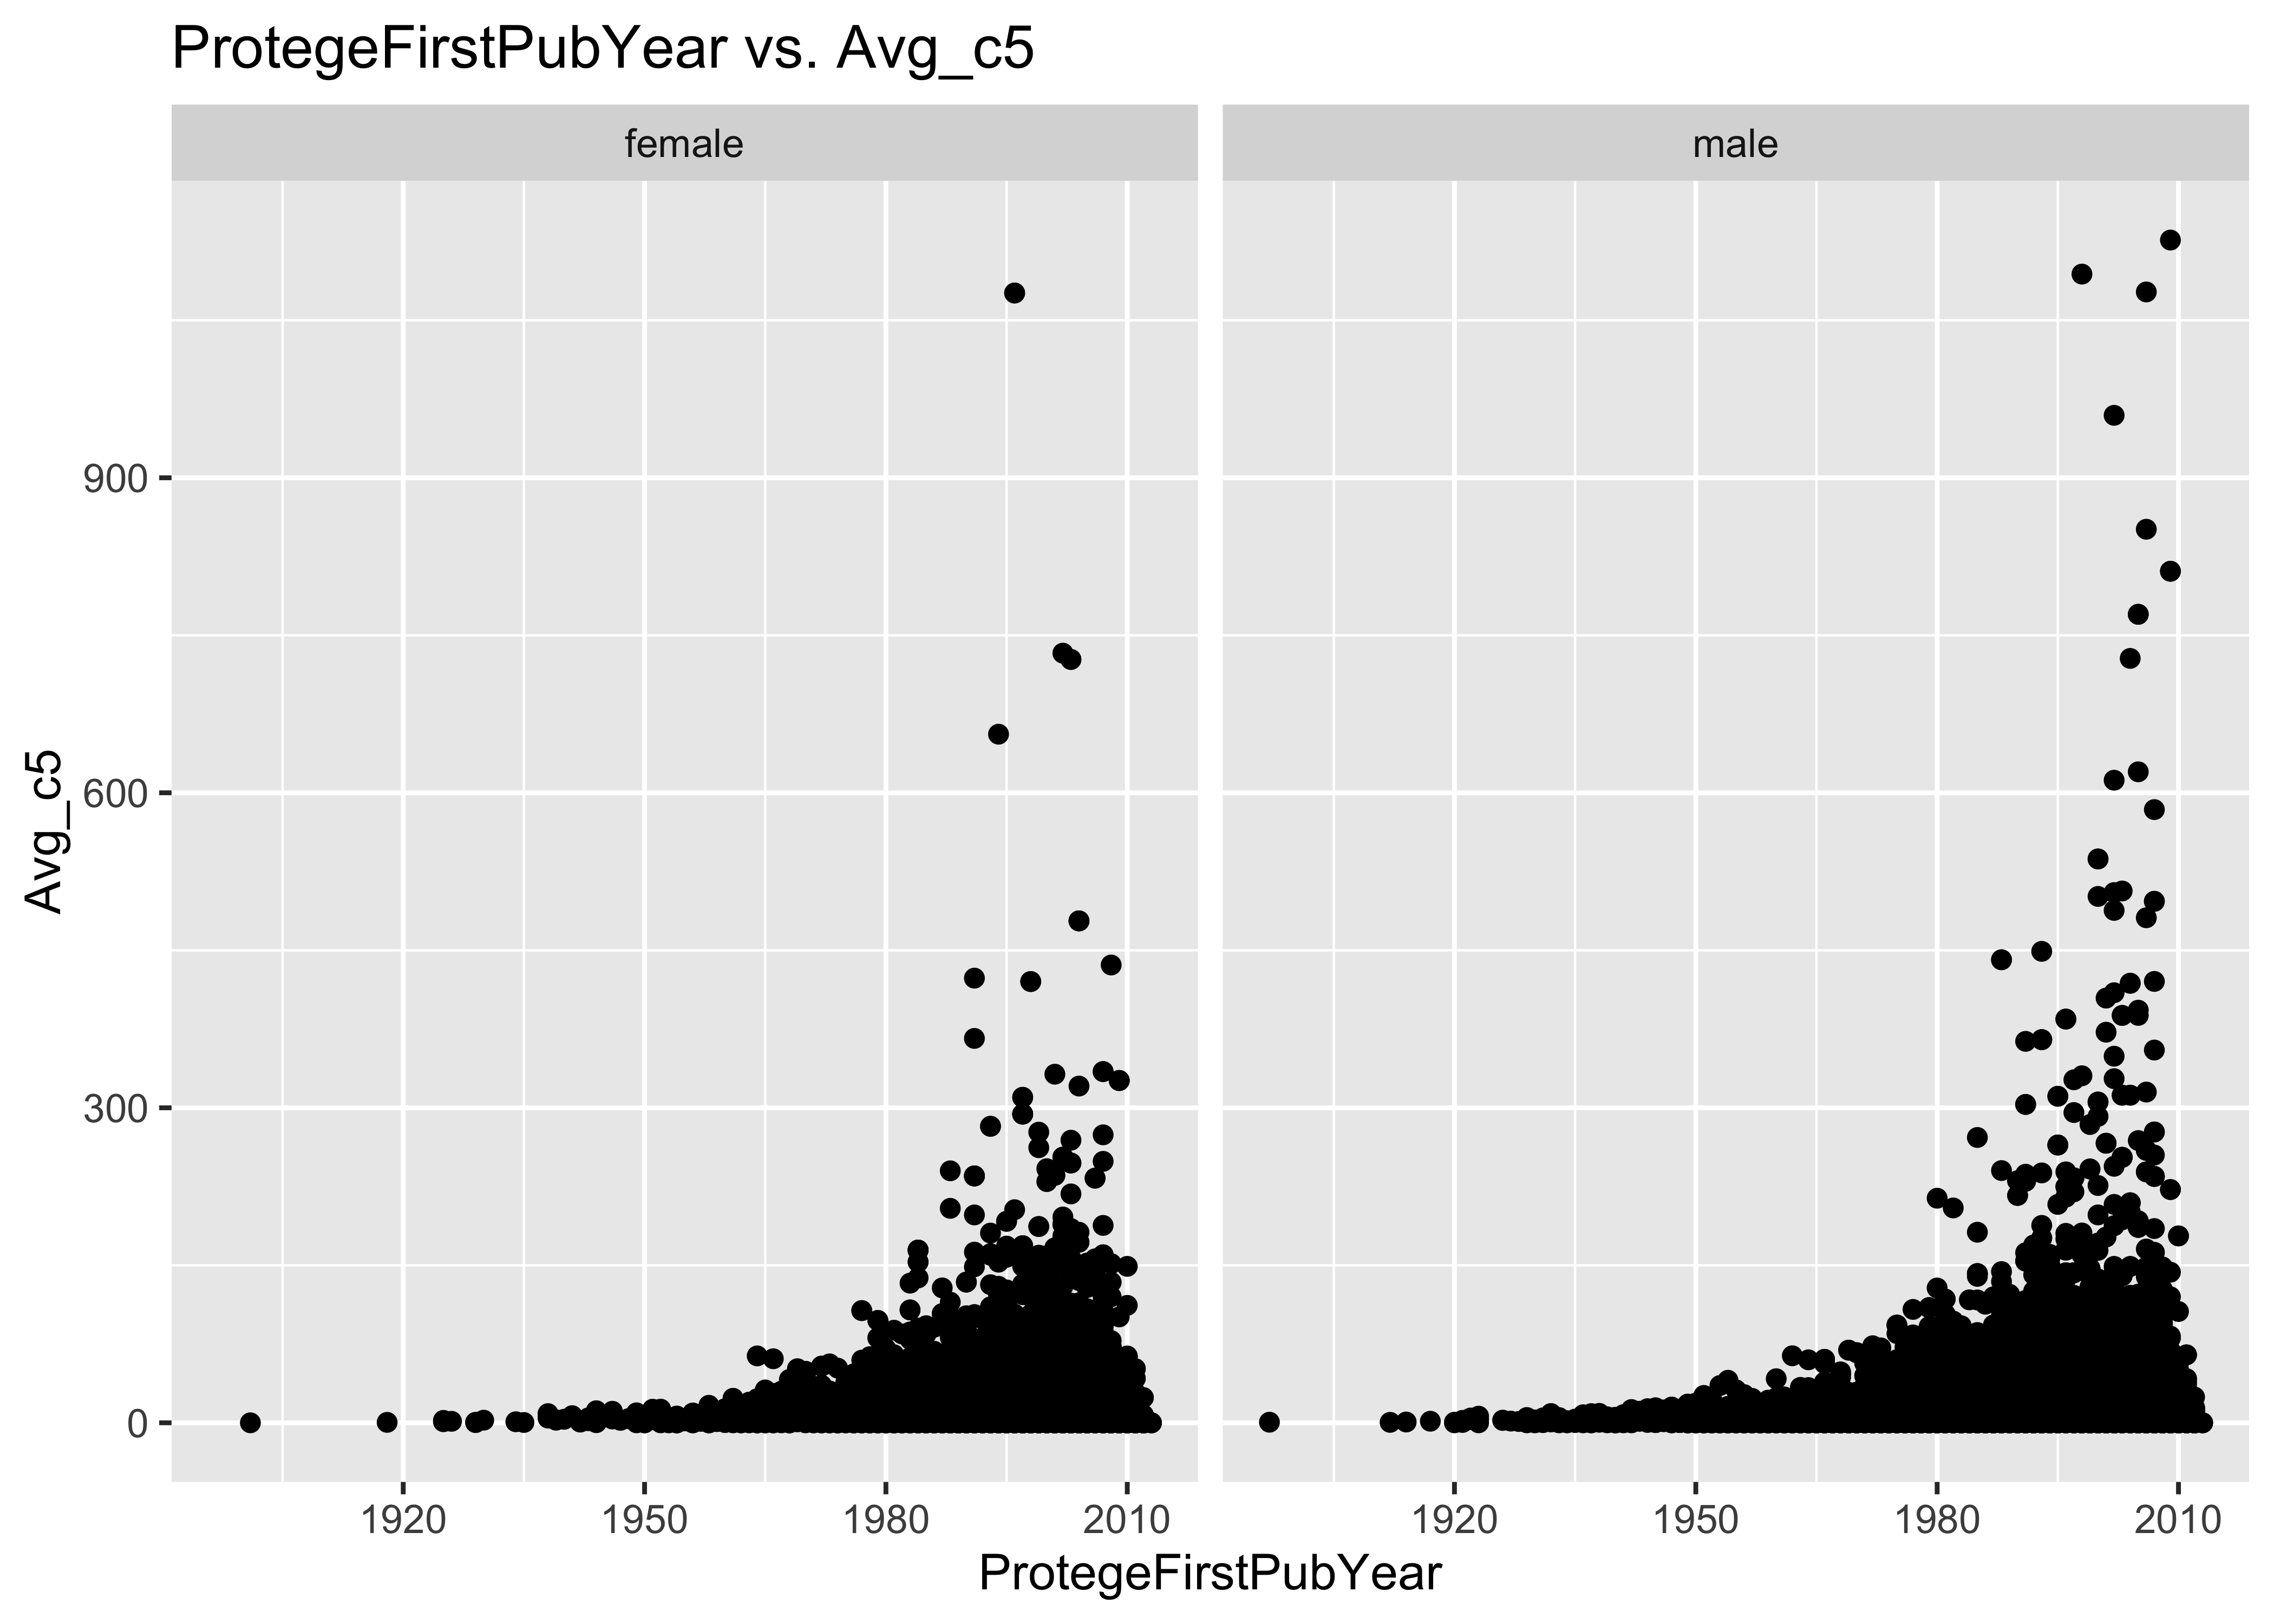 ProtegeFirstPubYear vs. Avg_c5
female
male
Avg_c5
900
600
300
0
1920 1950 1980 2010 1920 1950 1980 2010
ProtegeFirstPubYear